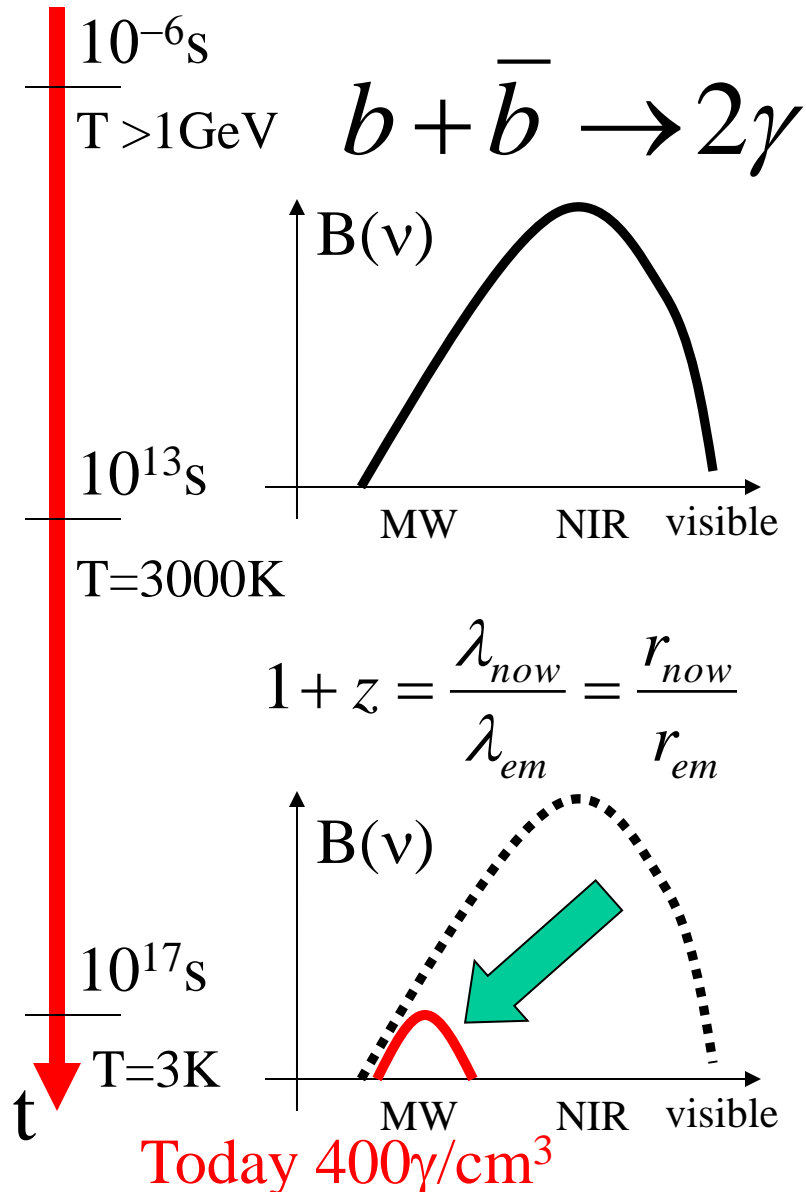 10⁻⁶s
T >1GeV
b + b̅ → 2γ
B(ν)
10¹³s
MW NIR visible
T=3000K
1 + z = λₙₒw / λₑₘ = rₙₒw / rₑₘ
B(ν)
10¹⁷s
T=3K
MW NIR visible
t
Today 400γ/cm³